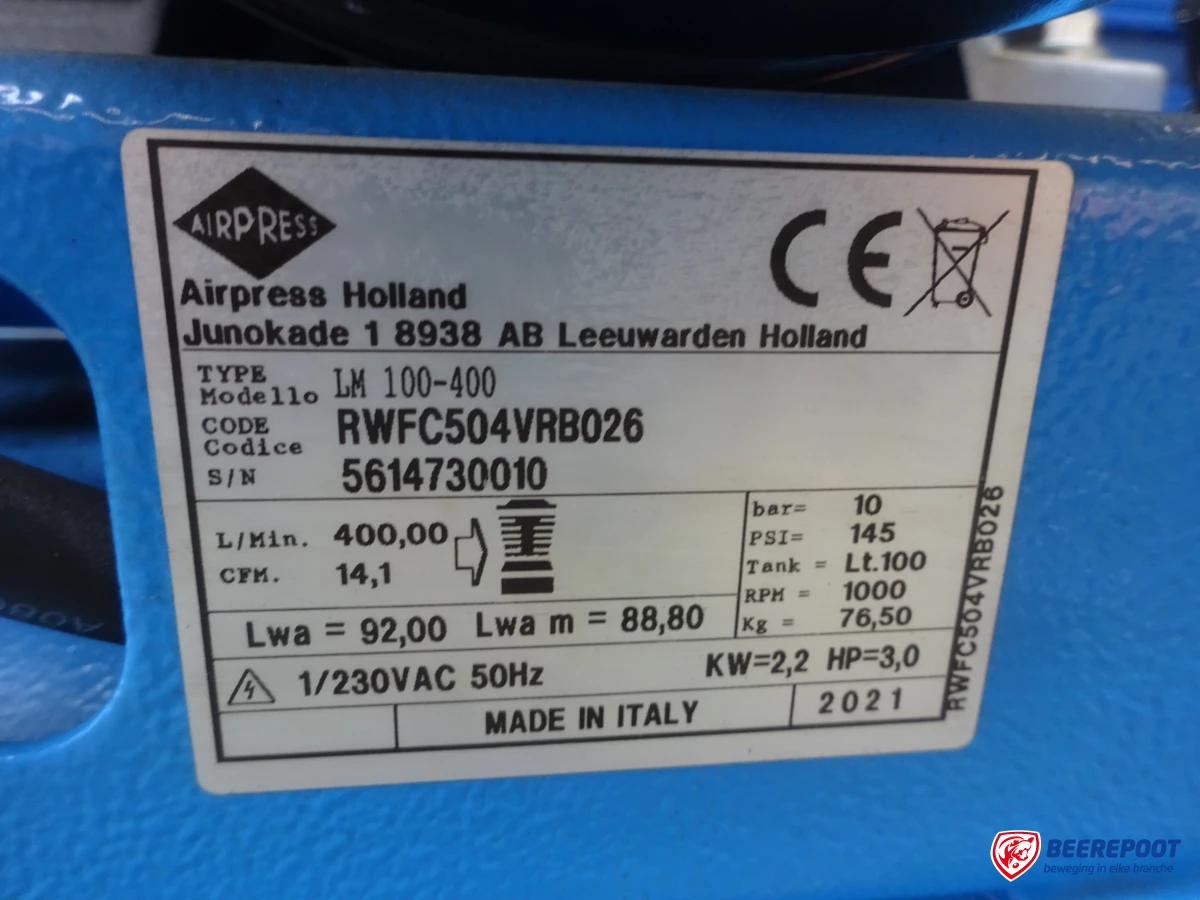 AIRPRESS
Airpress Holland
Junokade 1 8938 AB Leeuwarden Holland
TYPE
Modello LM 100-400
CODE
Codice RWFC504VRB026
S/N 5614730010
L/Min. 400,00
CFM. 14,1
bar= 10
PSI= 145
Tank = Lt.100
RPM = 1000
Kg = 76,50
Lwa = 92,00 Lwa m = 88,80
1/230VAC 50Hz KW=2,2 HP=3,0
MADE IN ITALY 2021
RWFC504VRB026
CE
BEEREPOOT
beweging in elke branche